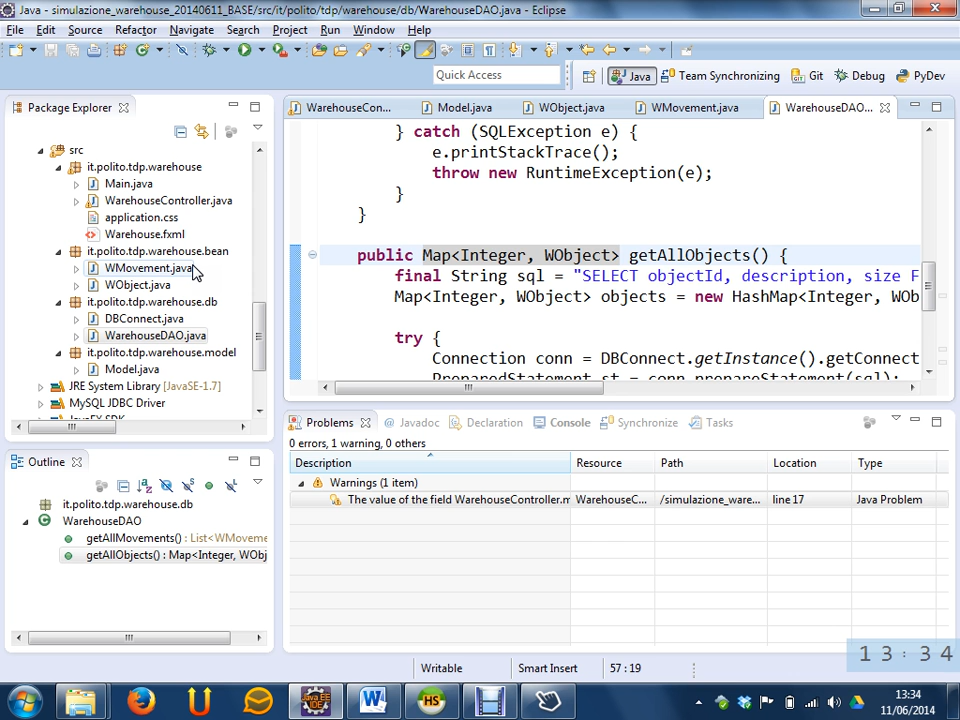 Java - simulazione_warehouse_20140611_BASE/src/it/polito/tdp/warehouse/db/WarehouseDAO.java - Eclipse
File Edit Source Refactor Navigate Search Project Run Window Help
Quick Access
Java Team Synchronizing Git Debug PyDev
Package Explorer
src
it.polito.tdp.warehouse
Main.java
WarehouseController.java
application.css
Warehouse.fxml
it.polito.tdp.warehouse.bean
WMovement.java
WObject.java
it.polito.tdp.warehouse.db
DBConnect.java
WarehouseDAO.java
it.polito.tdp.warehouse.model
Model.java
JRE System Library [JavaSE-1.7]
MySQL JDBC Driver
JavaFX SDK
Outline
it.polito.tdp.warehouse.db
WarehouseDAO
getAllMovements() : List<WMoveme
getAllObjects() : Map<Integer, WObj
WarehouseCon... Model.java WObject.java WMovement.java WarehouseDAO...
} catch (SQLException e) {
e.printStackTrace();
throw new RuntimeException(e);
}
}
public Map<Integer, WObject> getAllObjects() {
final String sql = "SELECT objectId, description, size F
Map<Integer, WObject> objects = new HashMap<Integer, WOb
try {
Connection conn = DBConnect.getInstance().getConnect
PreparedStatement st = conn.prepareStatement(sql);
Problems Javadoc Declaration Console Synchronize Tasks
0 errors, 1 warning, 0 others
Description Resource Path Location Type
Warnings (1 item)
The value of the field WarehouseController.m WarehouseC... /simulazione_ware... line 17 Java Problem
Writable Smart Insert 57 : 19
13:34
13:34
11/06/2014